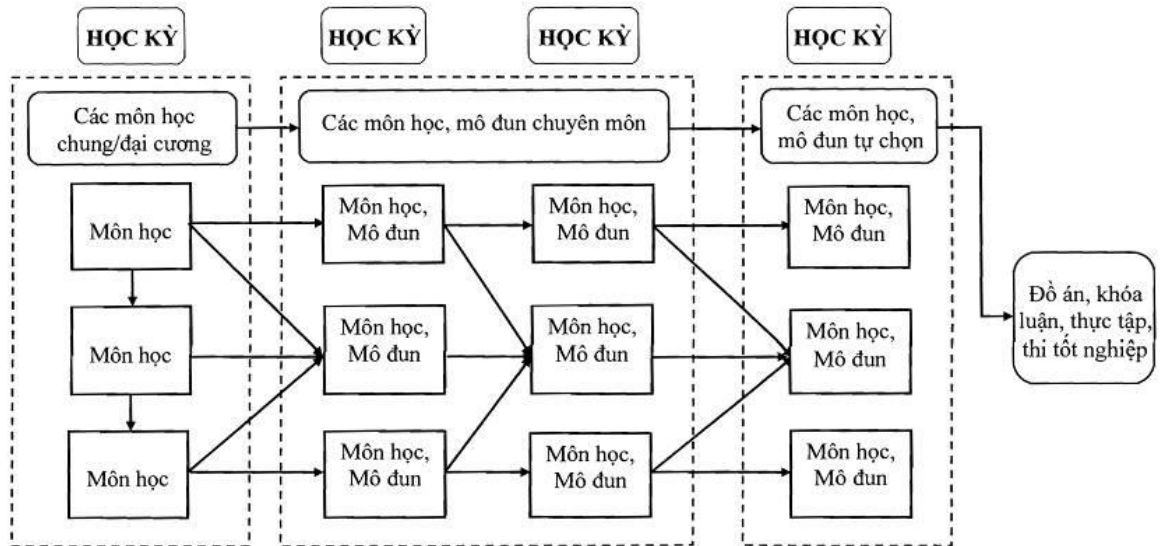 HỌC KỲ
HỌC KỲ
HỌC KỲ
HỌC KỲ
Các môn học
chung/đại cương
Các môn học, mô đun chuyên môn
Các môn học,
mô đun tự chọn
Môn học
Môn học,
Mô đun
Môn học,
Mô đun
Môn học,
Mô đun
Môn học
Môn học,
Mô đun
Môn học,
Mô đun
Môn học,
Mô đun
Môn học
Môn học,
Mô đun
Môn học,
Mô đun
Môn học,
Mô đun
Đồ án, khóa
luận, thực tập,
thi tốt nghiệp